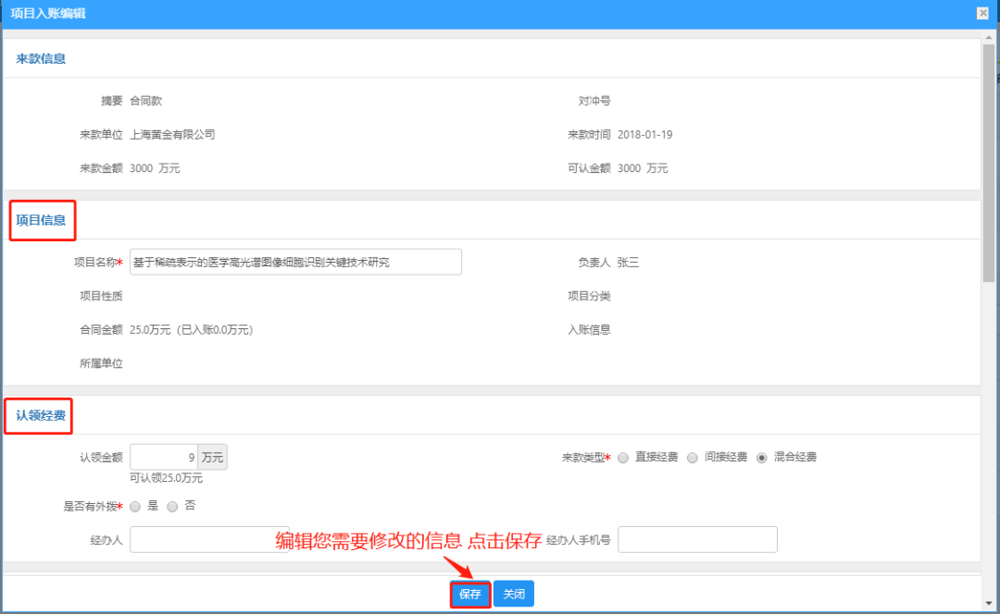 项目入账编辑
来款信息
摘要 合同款 对冲号
来款单位 上海黄金有限公司 来款时间 2018-01-19
来款金额 3000 万元 可认金额 3000 万元
项目信息
项目名称* 基于稀疏表示的医学高光谱图像细胞识别关键技术研究 负责人 张三
项目性质 项目分类
合同金额 25.0万元（已入账0.0万元） 入账信息
所属单位
认领经费
认领金额 9 万元 来款类型* 直接经费 间接经费 混合经费
可认领25.0万元
是否有外拨* 是 否
经办人 编辑您需要修改的信息 点击保存 经办人手机号
保存 关闭